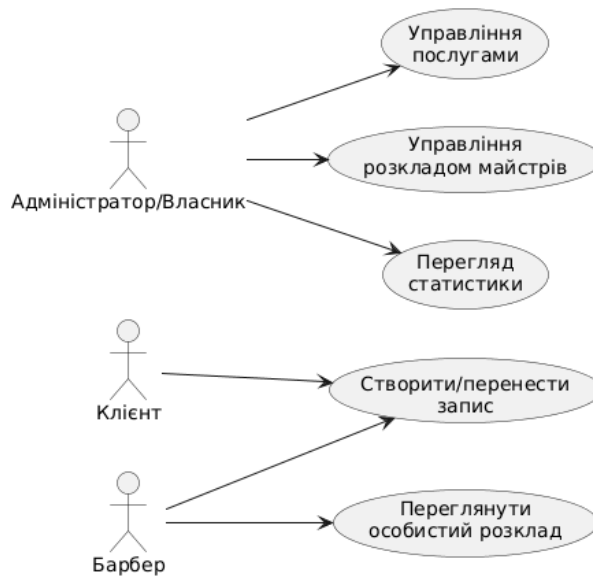 Управління
послугами
Управління
розкладом майстрів
Адміністратор/Власник
Перегляд
статистики
Створити/перенести
запис
Клієнт
Переглянути
особистий розклад
Барбер